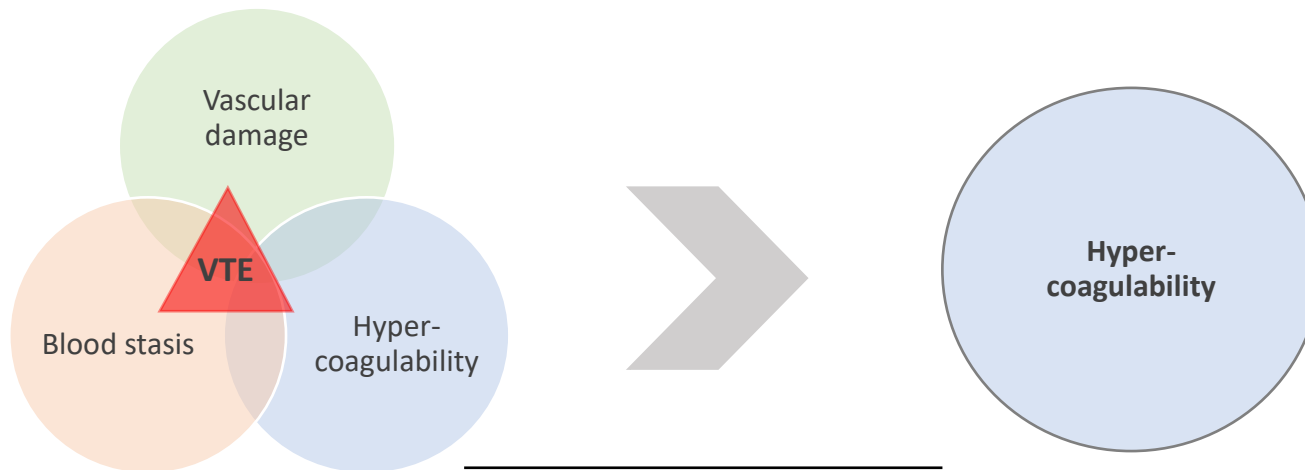 Vascular
damage
VTE
Blood stasis
Hyper-
coagulability
Hyper-
coagulability